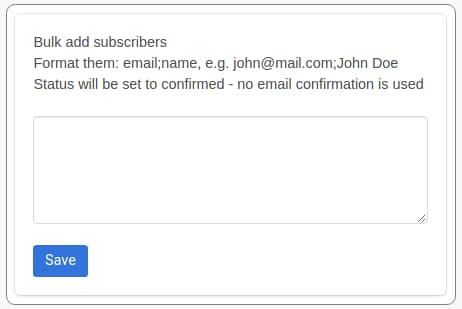 Bulk add subscribers
Format them: email;name, e.g. john@mail.com;John Doe
Status will be set to confirmed - no email confirmation is used
Save